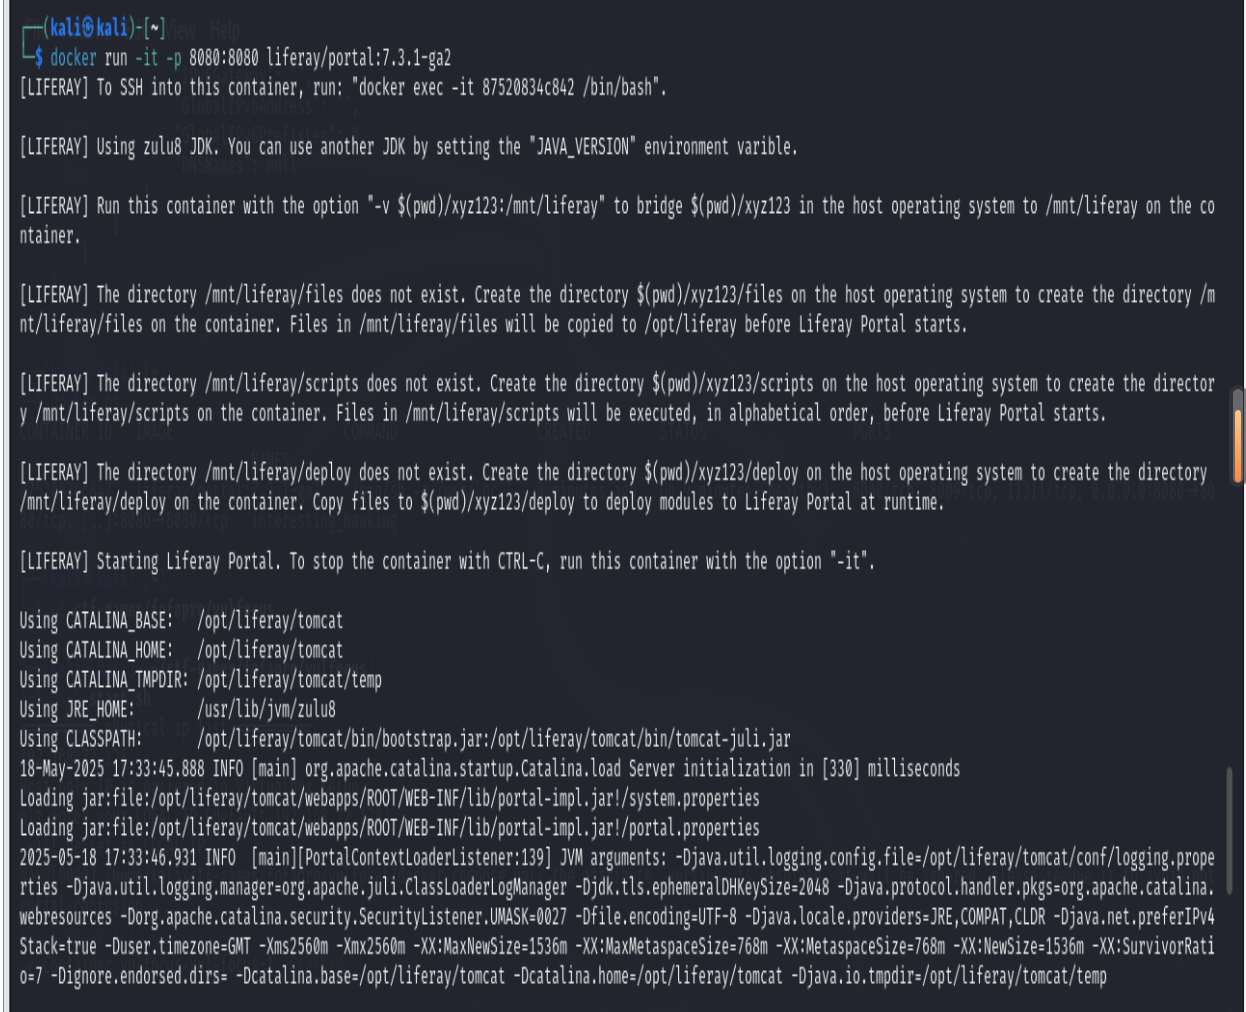 ┌──(kali㉿kali)-[~]
└─$ docker run -it -p 8080:8080 liferay/portal:7.3.1-ga2
[LIFERAY] To SSH into this container, run: "docker exec -it 87520834c842 /bin/bash".
[LIFERAY] Using zulu8 JDK. You can use another JDK by setting the "JAVA_VERSION" environment varible.
[LIFERAY] Run this container with the option "-v $(pwd)/xyz123:/mnt/liferay" to bridge $(pwd)/xyz123 in the host operating system to /mnt/liferay on the co
ntainer.
[LIFERAY] The directory /mnt/liferay/files does not exist. Create the directory $(pwd)/xyz123/files on the host operating system to create the directory /m
nt/liferay/files on the container. Files in /mnt/liferay/files will be copied to /opt/liferay before Liferay Portal starts.
[LIFERAY] The directory /mnt/liferay/scripts does not exist. Create the directory $(pwd)/xyz123/scripts on the host operating system to create the director
y /mnt/liferay/scripts on the container. Files in /mnt/liferay/scripts will be executed, in alphabetical order, before Liferay Portal starts.
[LIFERAY] The directory /mnt/liferay/deploy does not exist. Create the directory $(pwd)/xyz123/deploy on the host operating system to create the directory
/mnt/liferay/deploy on the container. Copy files to $(pwd)/xyz123/deploy to deploy modules to Liferay Portal at runtime.
[LIFERAY] Starting Liferay Portal. To stop the container with CTRL-C, run this container with the option "-it".
Using CATALINA_BASE:   /opt/liferay/tomcat
Using CATALINA_HOME:   /opt/liferay/tomcat
Using CATALINA_TMPDIR: /opt/liferay/tomcat/temp
Using JRE_HOME:        /usr/lib/jvm/zulu8
Using CLASSPATH:       /opt/liferay/tomcat/bin/bootstrap.jar:/opt/liferay/tomcat/bin/tomcat-juli.jar
18-May-2025 17:33:45.888 INFO [main] org.apache.catalina.startup.Catalina.load Server initialization in [330] milliseconds
Loading jar:file:/opt/liferay/tomcat/webapps/ROOT/WEB-INF/lib/portal-impl.jar!/system.properties
Loading jar:file:/opt/liferay/tomcat/webapps/ROOT/WEB-INF/lib/portal-impl.jar!/portal.properties
2025-05-18 17:33:46.931 INFO  [main][PortalContextLoaderListener:139] JVM arguments: -Djava.util.logging.config.file=/opt/liferay/tomcat/conf/logging.prope
rties -Djava.util.logging.manager=org.apache.juli.ClassLoaderLogManager -Djdk.tls.ephemeralDHKeySize=2048 -Djava.protocol.handler.pkgs=org.apache.catalina.
webresources -Dorg.apache.catalina.security.SecurityListener.UMASK=0027 -Dfile.encoding=UTF-8 -Djava.locale.providers=JRE,COMPAT,CLDR -Djava.net.preferIPv4
Stack=true -Duser.timezone=GMT -Xms2560m -Xmx2560m -XX:MaxNewSize=1536m -XX:MaxMetaspaceSize=768m -XX:MetaspaceSize=768m -XX:NewSize=1536m -XX:SurvivorRati
o=7 -Dignore.endorsed.dirs= -Dcatalina.base=/opt/liferay/tomcat -Dcatalina.home=/opt/liferay/tomcat -Djava.io.tmpdir=/opt/liferay/tomcat/temp